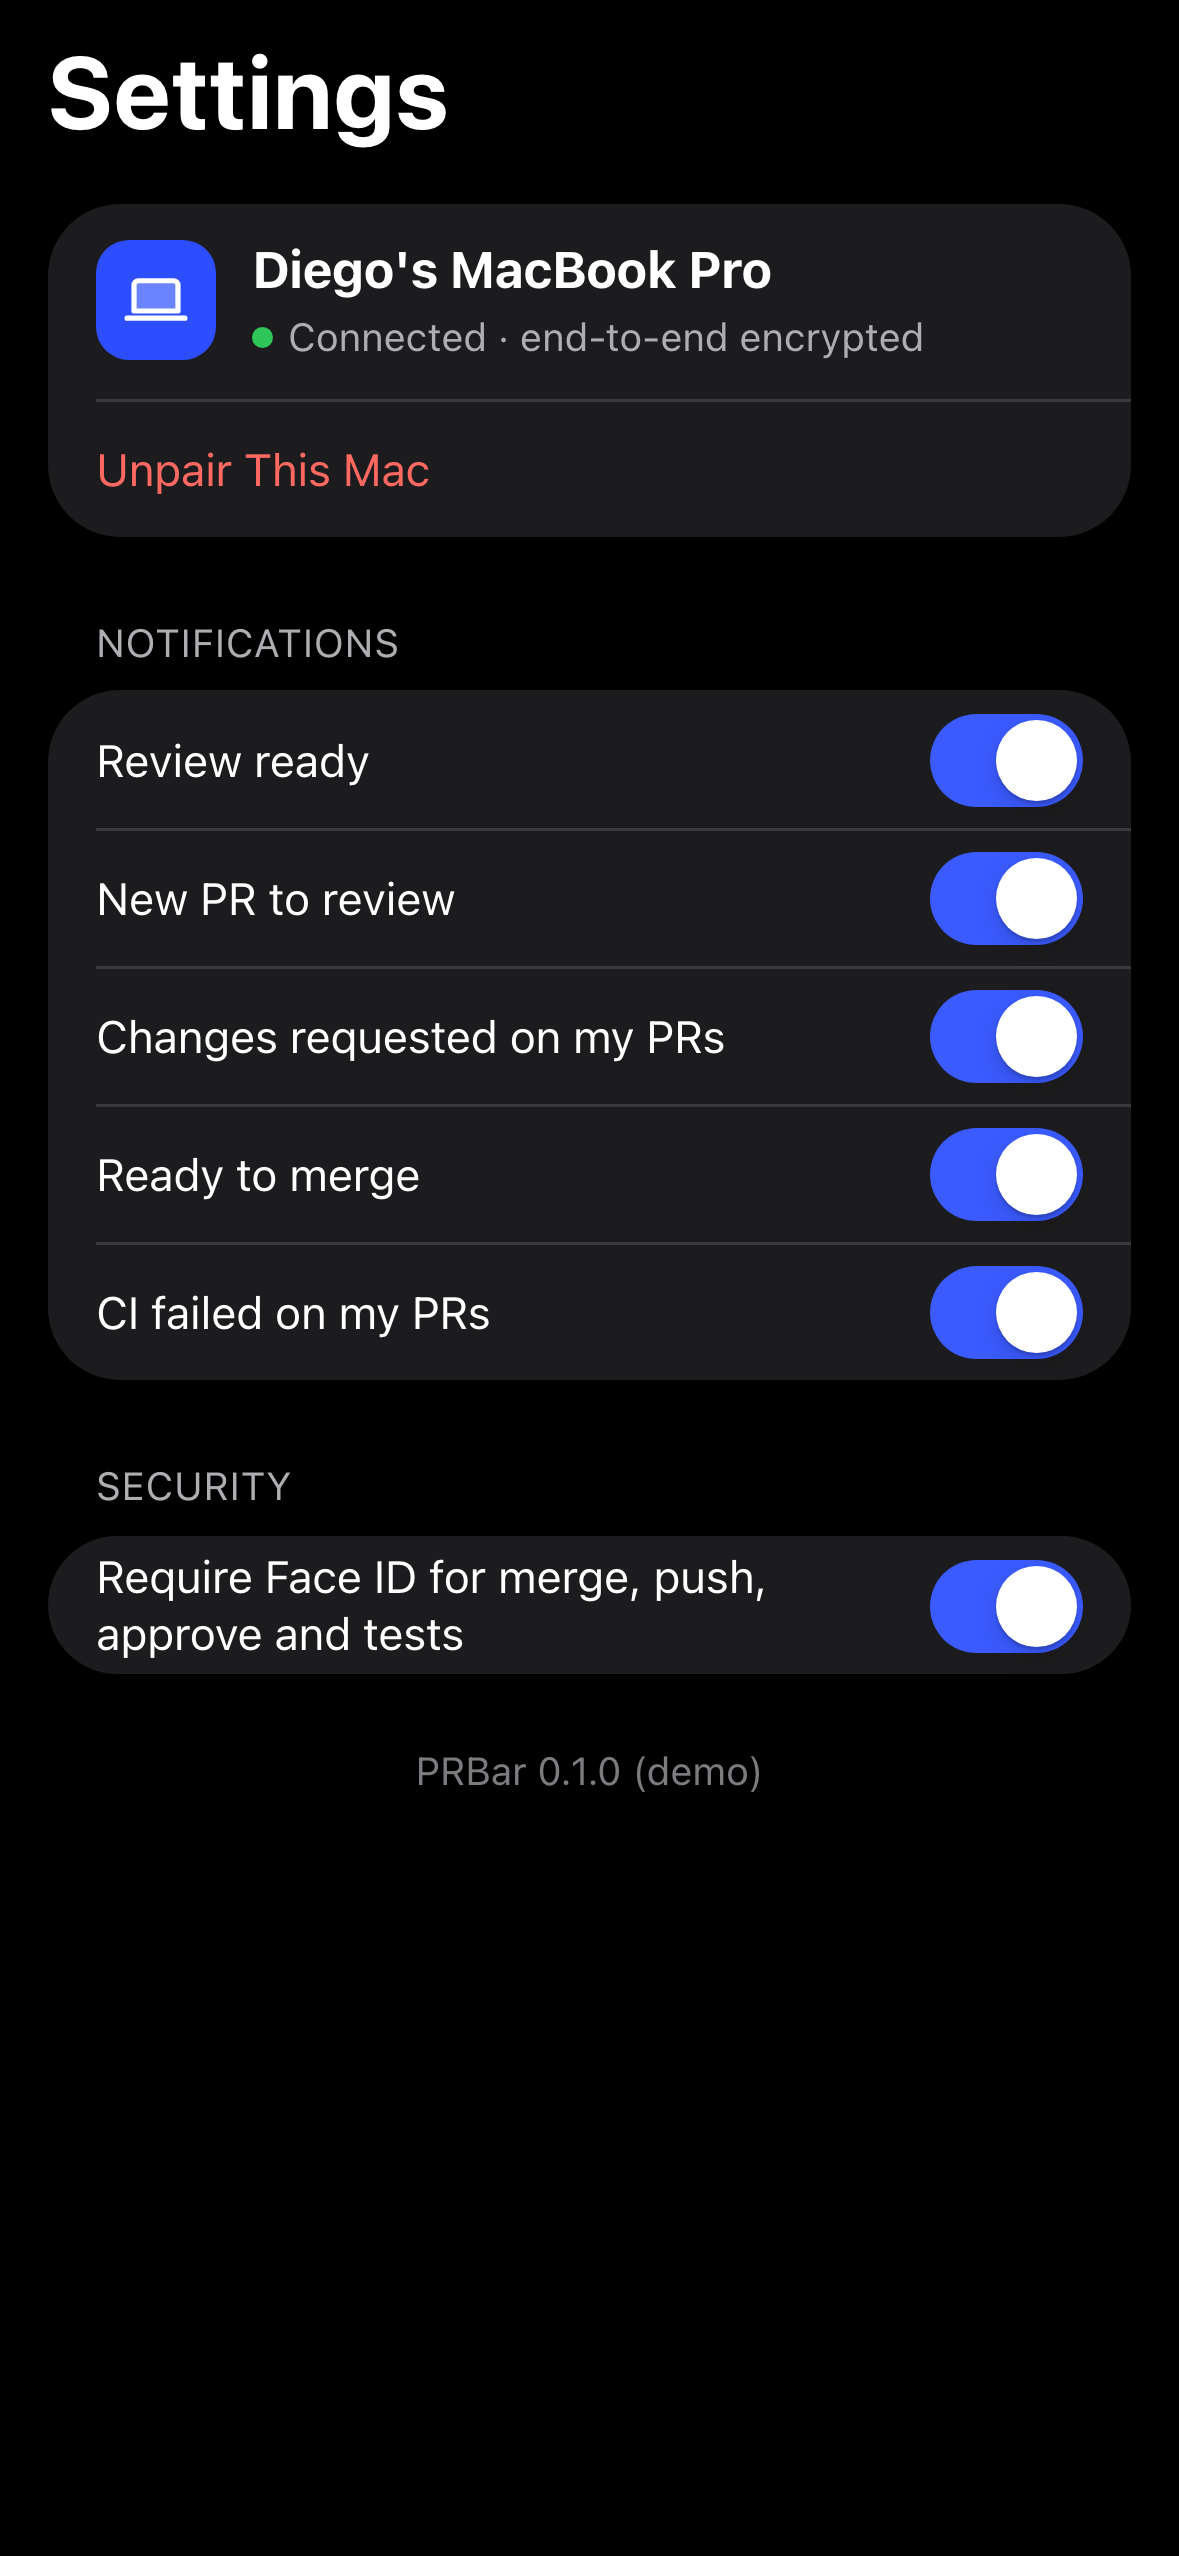 Settings
Diego's MacBook Pro
Connected · end-to-end encrypted
Unpair This Mac
NOTIFICATIONS
Review ready
New PR to review
Changes requested on my PRs
Ready to merge
CI failed on my PRs
SECURITY
Require Face ID for merge, push,
approve and tests
PRBar 0.1.0 (demo)